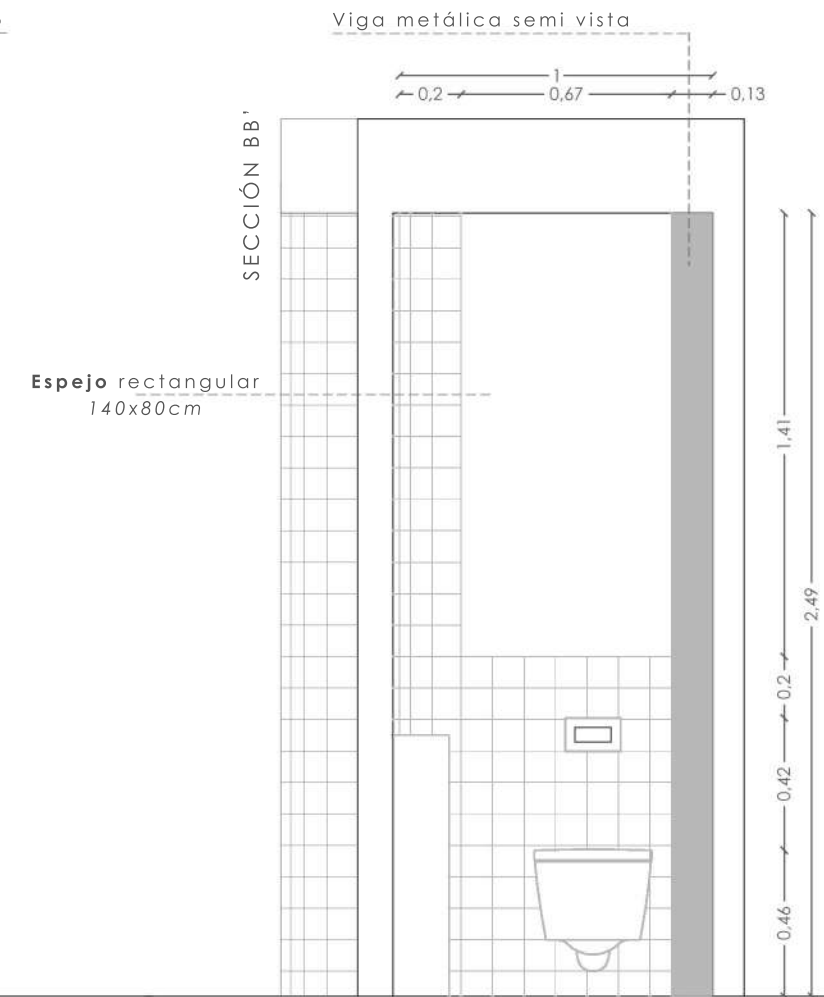 Viga metálica semi vista
1
0,2
0,67
0,13
SECCIÓN BB'
Espejo rectangular
140x80cm
1,41
2,49
0,2
0,42
0,46